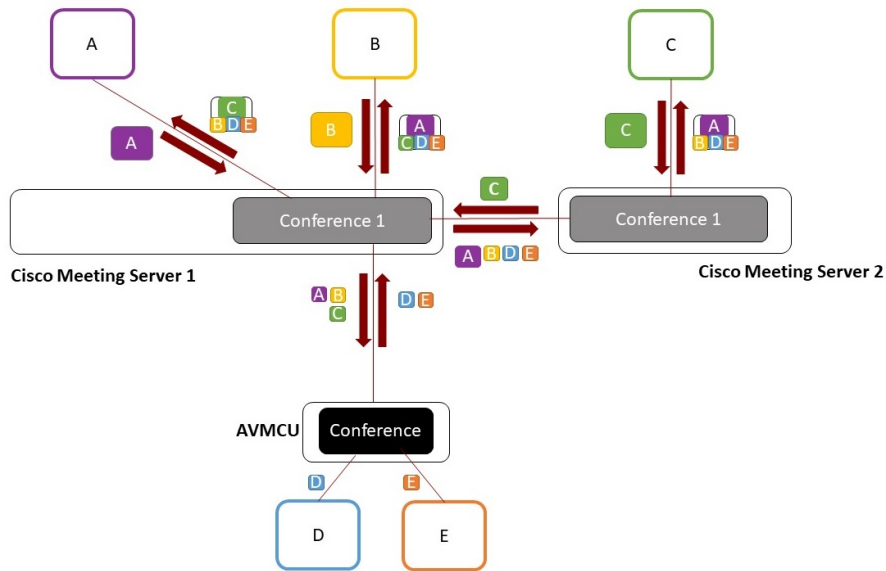 A
B
C
C
B D E
A
B
A
C D E
C
A
B D E
Conference 1
C
Conference 1
A B D E
Cisco Meeting Server 1
Cisco Meeting Server 2
A B
C
D E
AVMCU
Conference
D
E
D
E